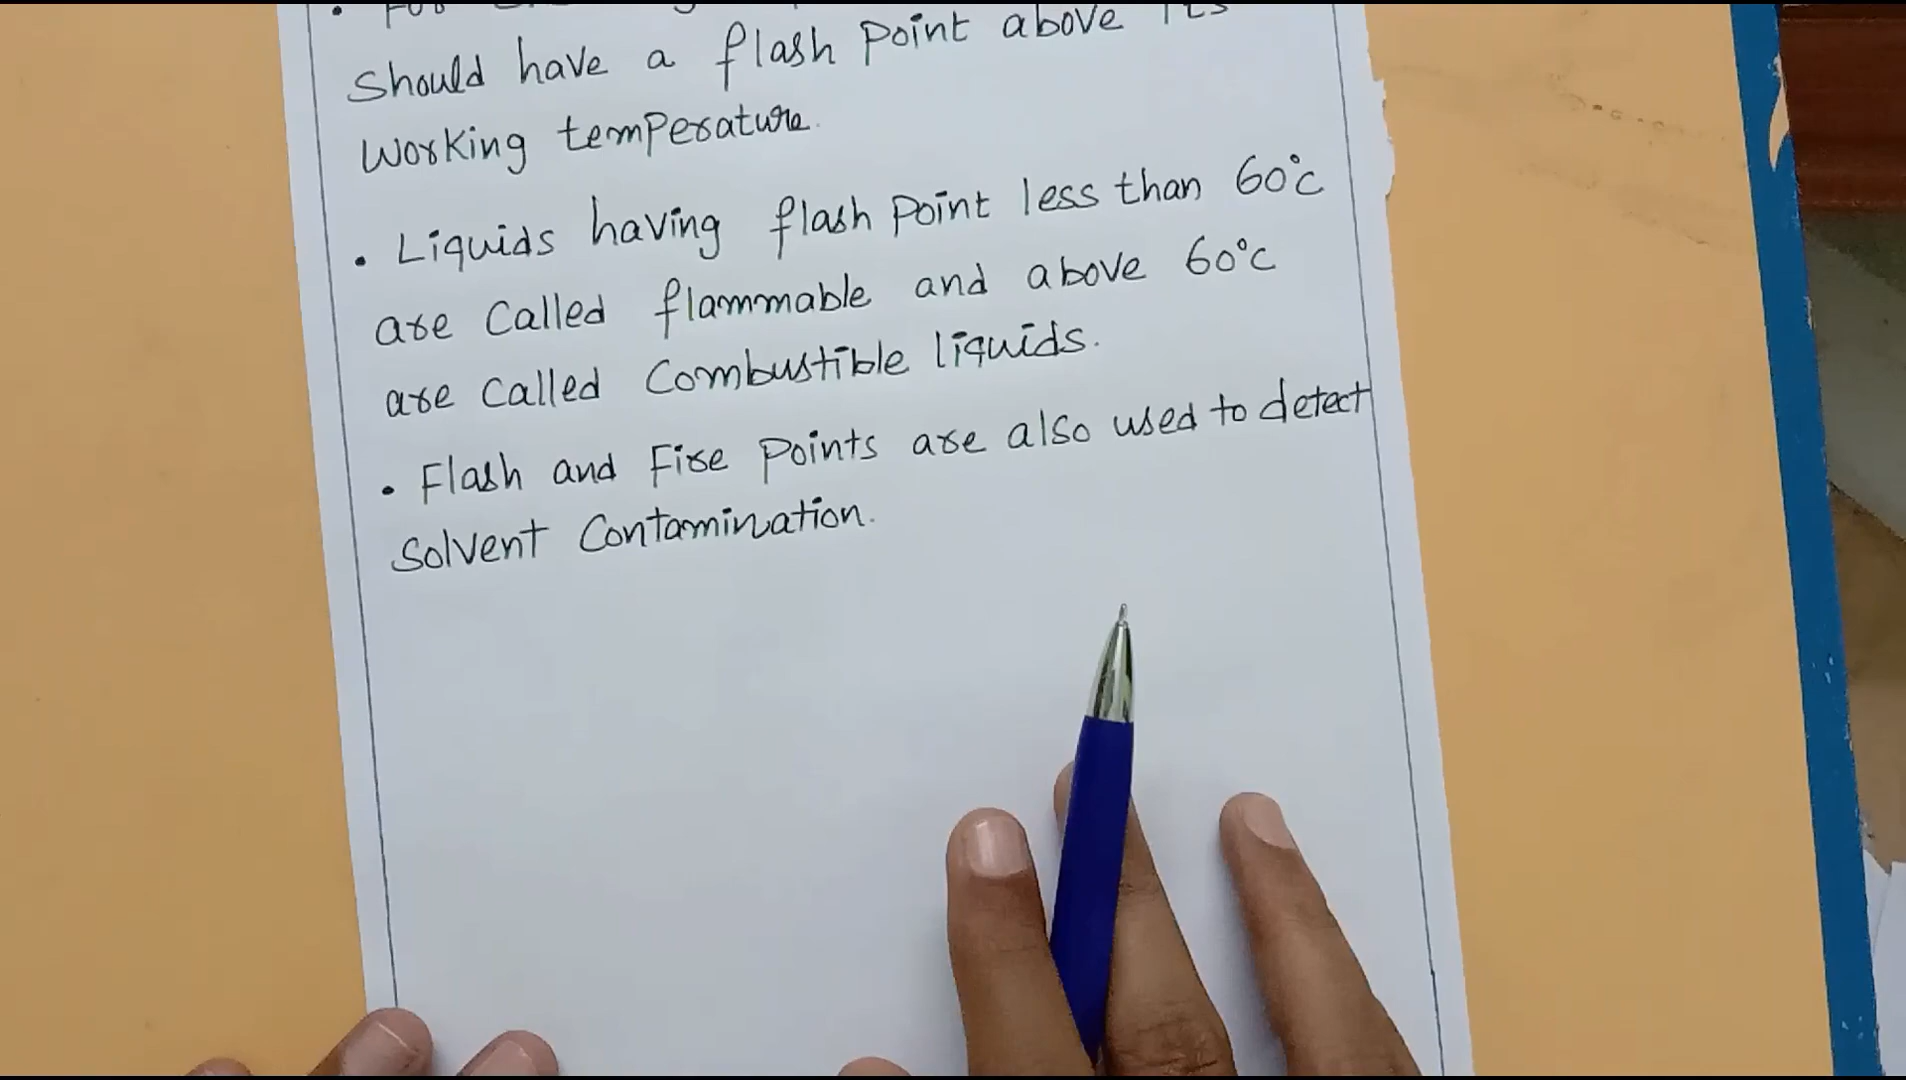 should have a flash point above its
working temperature.
• Liquids having flash point less than 60°c
are called flammable and above 60°c
are called combustible liquids.
• Flash and Fire points are also used to detect
solvent contamination.